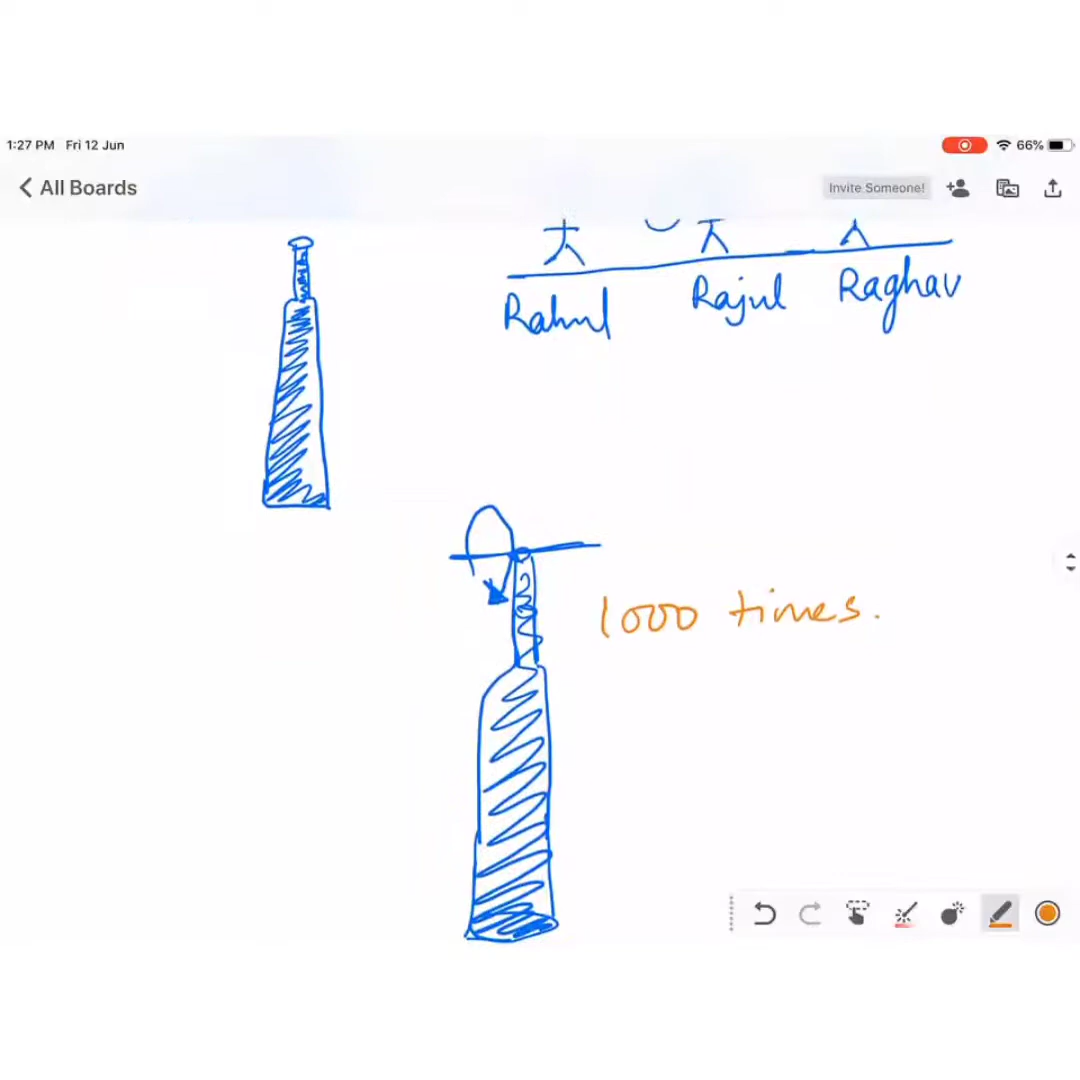 1:27 PM Fri 12 Jun 66%
All Boards Invite Someone!
Rahul Rajul Raghav
1000 times.